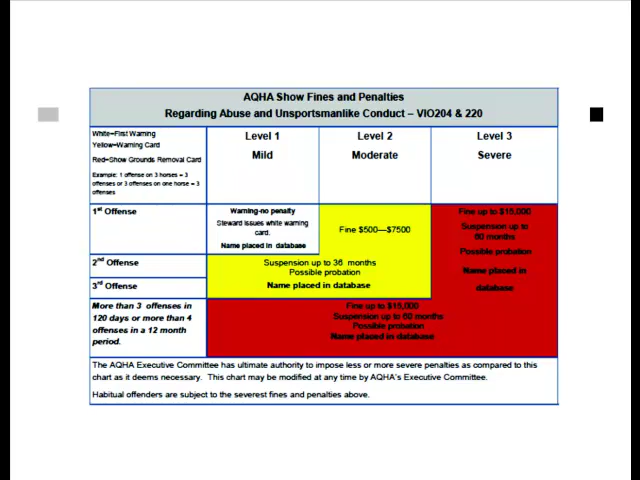 AQHA Show Fines and Penalties
Regarding Abuse and Unsportsmanlike Conduct – VIO204 & 220
White=First Warning
Yellow=Warning Card
Red=Show Grounds Removal Card
Example: 1 offense on 3 horses = 3
offenses or 3 offenses on one horse = 3
offenses
Level 1
Mild
Level 2
Moderate
Level 3
Severe
1st Offense
Warning-no penalty
Steward issues white warning
card.
Name placed in database
Fine $500—$7500
Fine up to $15,000
Suspension up to
60 months
Possible probation
Name placed in
database
2nd Offense
Suspension up to 36 months
Possible probation
3rd Offense
Name placed in database
More than 3 offenses in
120 days or more than 4
offenses in a 12 month
period.
Fine up to $15,000
Suspension up to 60 months
Possible probation
Name placed in database
The AQHA Executive Committee has ultimate authority to impose less or more severe penalties as compared to this
chart as it deems necessary. This chart may be modified at any time by AQHA's Executive Committee.
Habitual offenders are subject to the severest fines and penalties above.